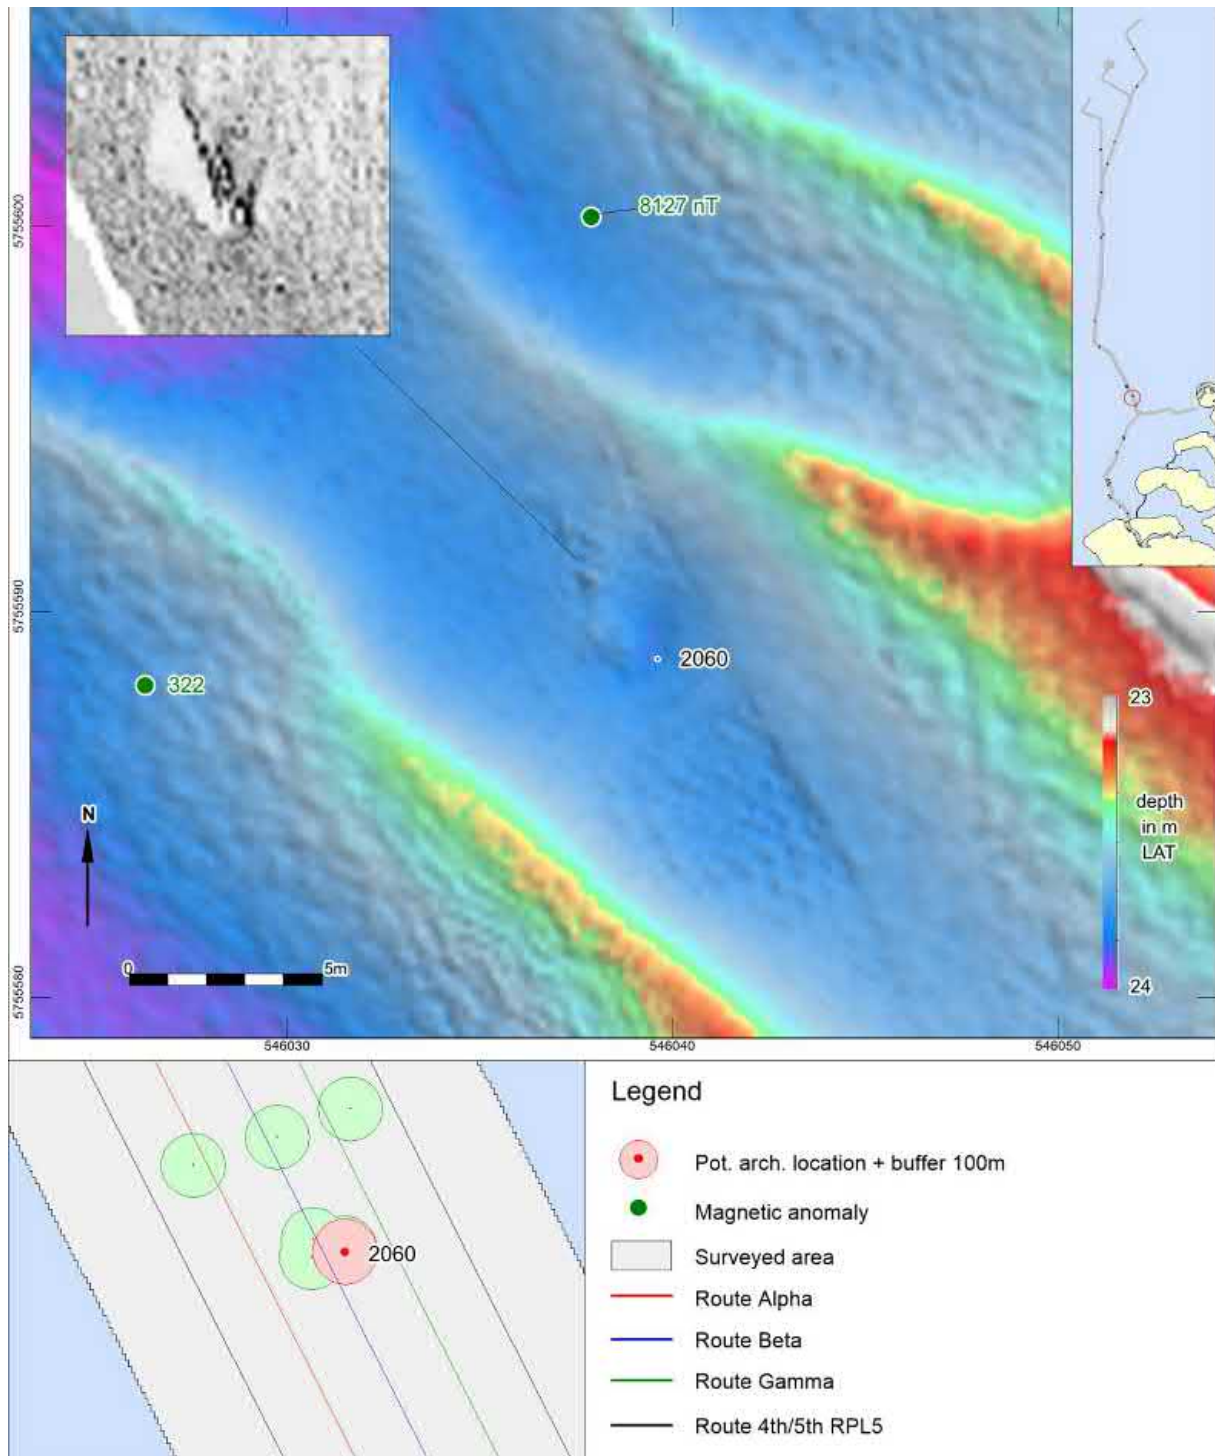 5755600
8127 nT
5755590
2060
322
23
depth
in m
LAT
24
N
0
5m
5755580
546030
546040
546050
2060
Legend
Pot. arch. location + buffer 100m
Magnetic anomaly
Surveyed area
Route Alpha
Route Beta
Route Gamma
Route 4th/5th RPL5